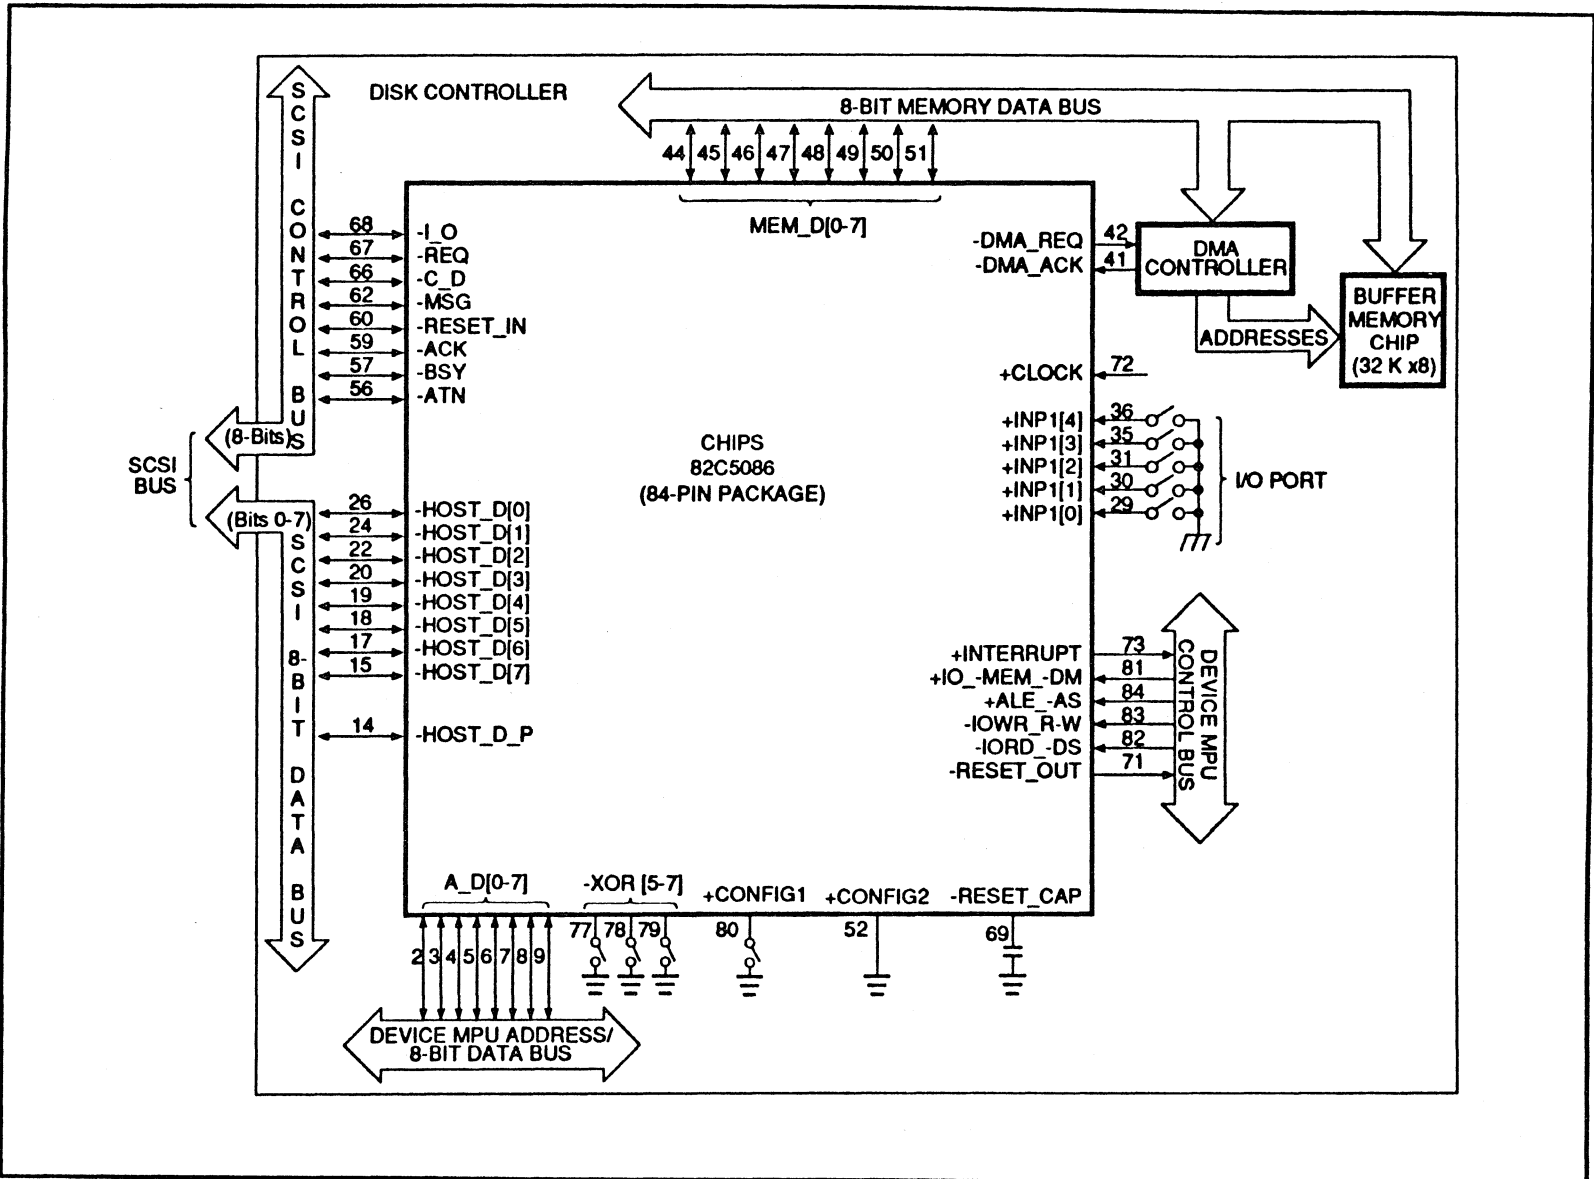 DISK CONTROLLER
8-BIT MEMORY DATA BUS
44 45 46 47 48 49 50 51
MEM_D[0-7]
SCSI CONTROL BUS
(8-Bits)
68 -I_O
67 -REQ
66 -C_D
62 -MSG
60 -RESET_IN
59 -ACK
57 -BSY
56 -ATN
SCSI
BUS
(Bits 0-7)
SCSI 8-BIT DATA BUS
26 -HOST_D[0]
24 -HOST_D[1]
22 -HOST_D[2]
20 -HOST_D[3]
19 -HOST_D[4]
18 -HOST_D[5]
17 -HOST_D[6]
15 -HOST_D[7]
14 -HOST_D_P
CHIPS
82C5086
(84-PIN PACKAGE)
-DMA_REQ 42
-DMA_ACK 41
DMA
CONTROLLER
ADDRESSES
BUFFER
MEMORY
CHIP
(32 K x8)
+CLOCK 72
+INP1[4] 36
+INP1[3] 35
+INP1[2] 31
+INP1[1] 30
+INP1[0] 29
I/O PORT
+INTERRUPT 73
+IO_-MEM_-DM 81
+ALE_-AS 84
-IOWR_R-W 83
-IORD_-DS 82
-RESET_OUT 71
DEVICE MPU
CONTROL BUS
A_D[0-7]
-XOR [5-7]
+CONFIG1
+CONFIG2
-RESET_CAP
2 3 4 5 6 7 8 9
77 78 79
80
52
69
DEVICE MPU ADDRESS/
8-BIT DATA BUS